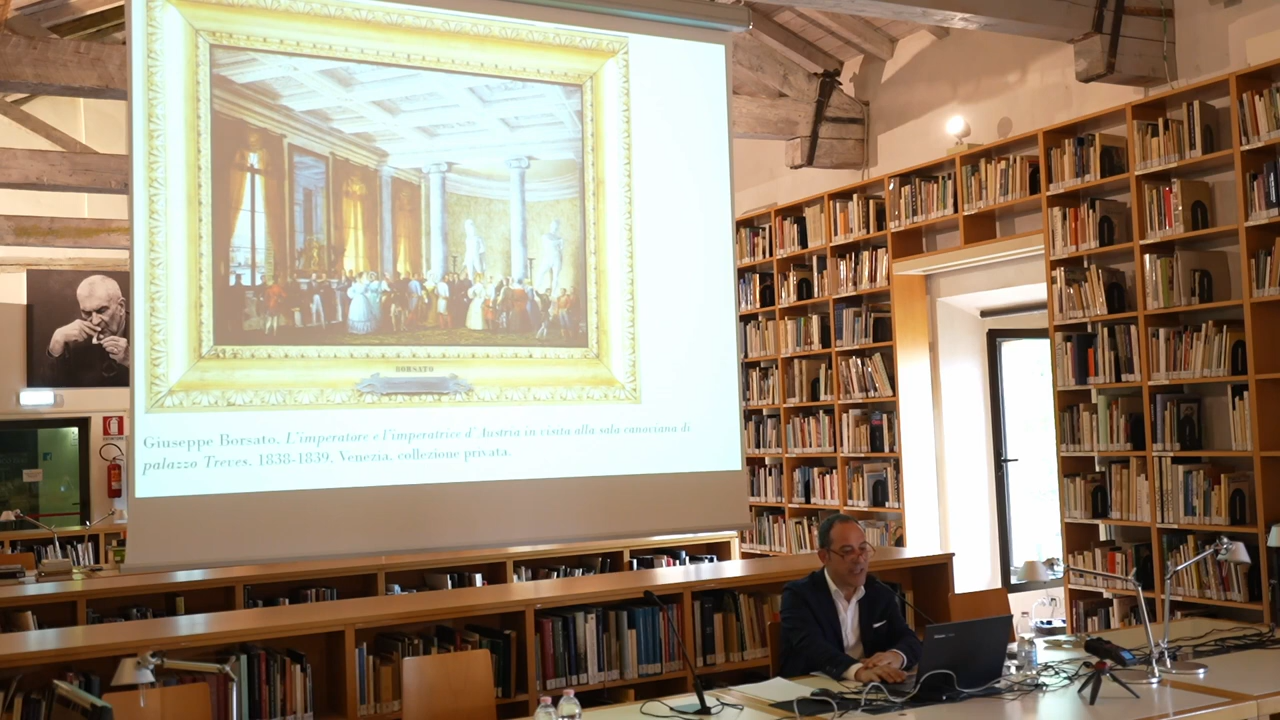 BORSATO
Giuseppe Borsato, L'imperatore e l'imperatrice d'Austria in visita alla sala canoviana di
palazzo Treves, 1838-1839, Venezia, collezione privata.